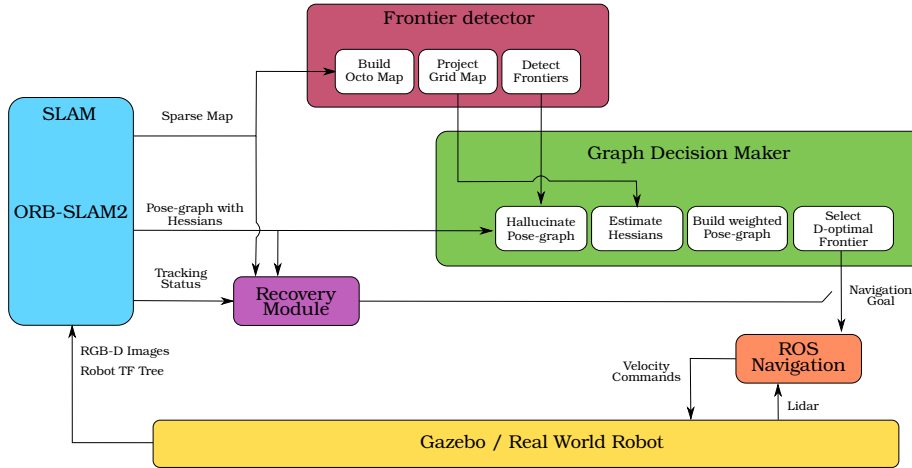 Frontier detector
Build
Octo Map
Project
Grid Map
Detect
Frontiers
SLAM
ORB-SLAM2
Sparse Map
Pose-graph with
Hessians
Tracking
Status
Graph Decision Maker
Hallucinate
Pose-graph
Estimate
Hessians
Build weighted
Pose-graph
Select
D-optimal
Frontier
Recovery
Module
Navigation
Goal
RGB-D Images
Robot TF Tree
Velocity
Commands
ROS
Navigation
Lidar
Gazebo / Real World Robot